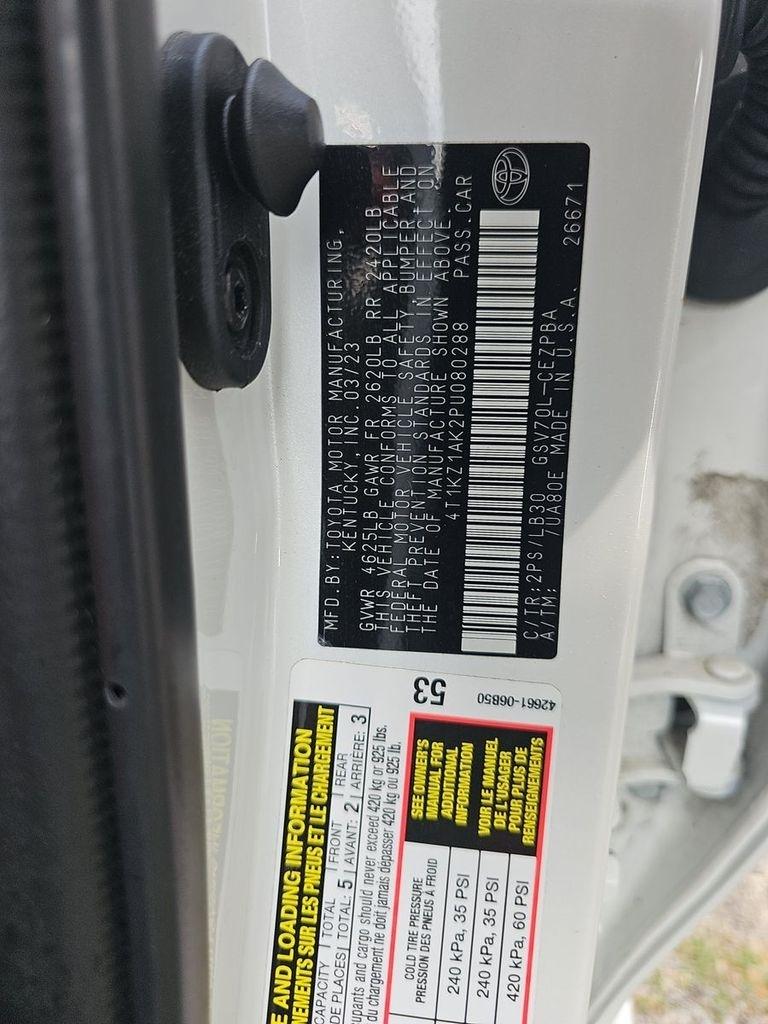 MFD.BY:TOYOTA MOTOR MANUFACTURING,
KENTUCKY,INC.03/23
GVWR 4625LB GAWR FR 2620LB RR 2420LB
THIS VEHICLE CONFORMS TO ALL APPLICABLE
FEDERAL MOTOR VEHICLE SAFETY,BUMPER,AND
THEFT PREVENTION STANDARDS IN EFFECT ON
THE DATE OF MANUFACTURE SHOWN ABOVE.
4T1KZ1AK2PU080288 PASS.CAR
C/TR:2PS/LB30 GSV70L-CEZPBA
A/TM: 7UA80E MADE IN U.S.A. 26671
E AND LOADING INFORMATION
NEMENTS SUR LES PNEUS ET LE CHARGEMENT
CAPACITY | TOTAL | FRONT | REAR
DE PLACES | TOTAL: 5 | AVANT: 2 | ARRIÈRE: 3
upants and cargo should never exceed 420 kg or 925 lbs.
du chargement ne doit jamais dépasser 420 kg ou 925 lb.
COLD TIRE PRESSURE
PRESSION DES PNEUS À FROID
240 kPa, 35 PSI
240 kPa, 35 PSI
420 kPa, 60 PSI
SEE OWNER'S
MANUAL FOR
ADDITIONAL
INFORMATION
VOIR LE MANUEL
DE L'USAGER
POUR PLUS DE
RENSEIGNEMENTS
53
42661-06B50